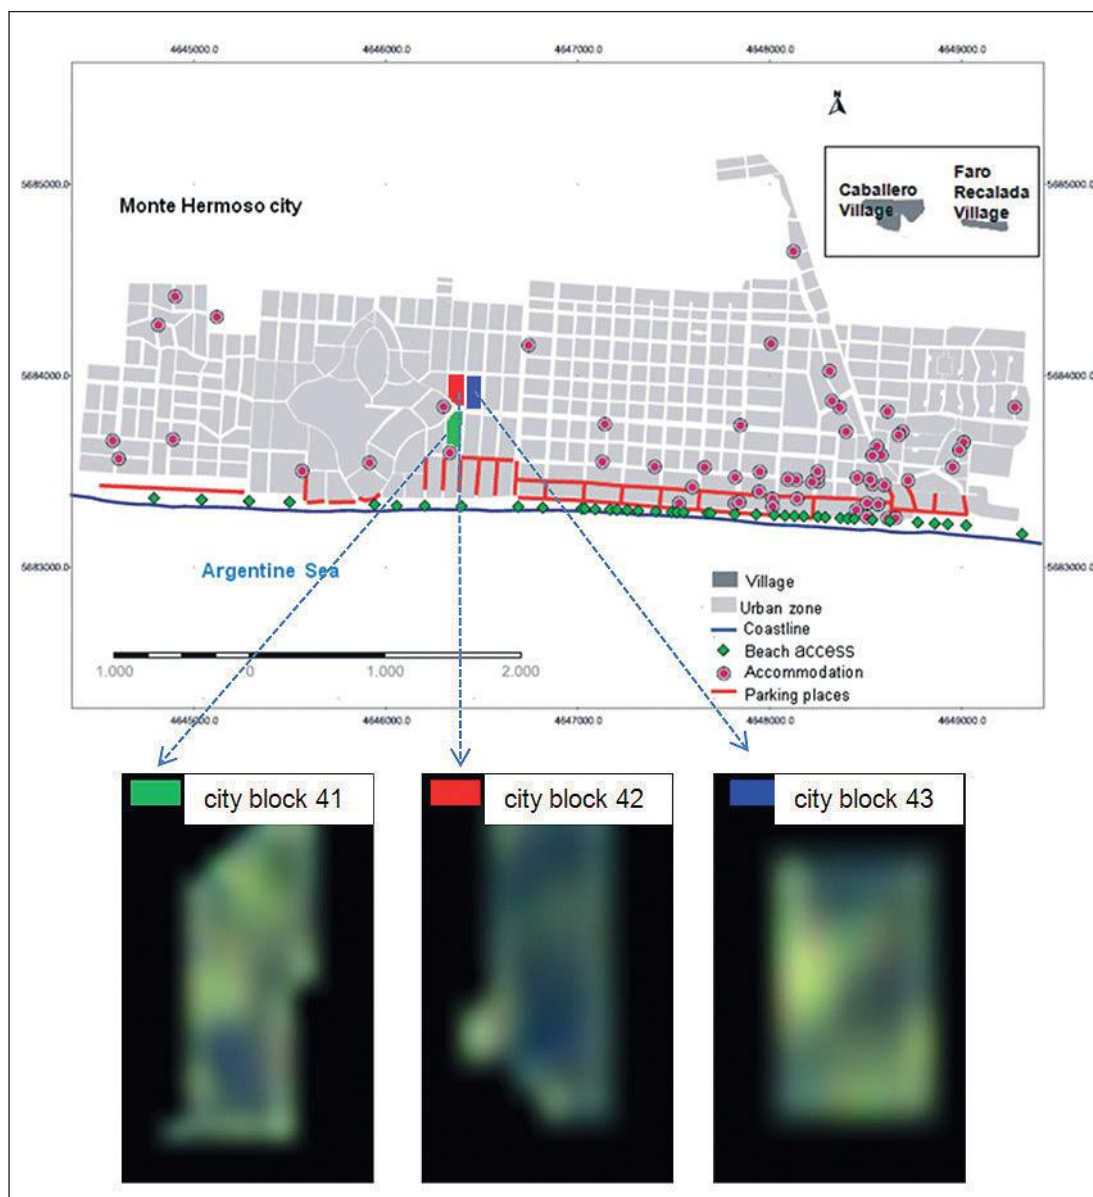 4645000.0 4646000.0 4647000.0 4648000.0 4649000.0
N
5685000.0 5685000.0
Monte Hermoso city
Caballero
Village
Faro
Recalada
Village
5684000.0 5684000.0
5683000.0 5683000.0
Argentine Sea
Village
Urban zone
Coastline
Beach access
Accommodation
Parking places
1.000 0 1.000 2.000
4645000.0 4646000.0 4647000.0 4648000.0 4649000.0
city block 41
city block 42
city block 43